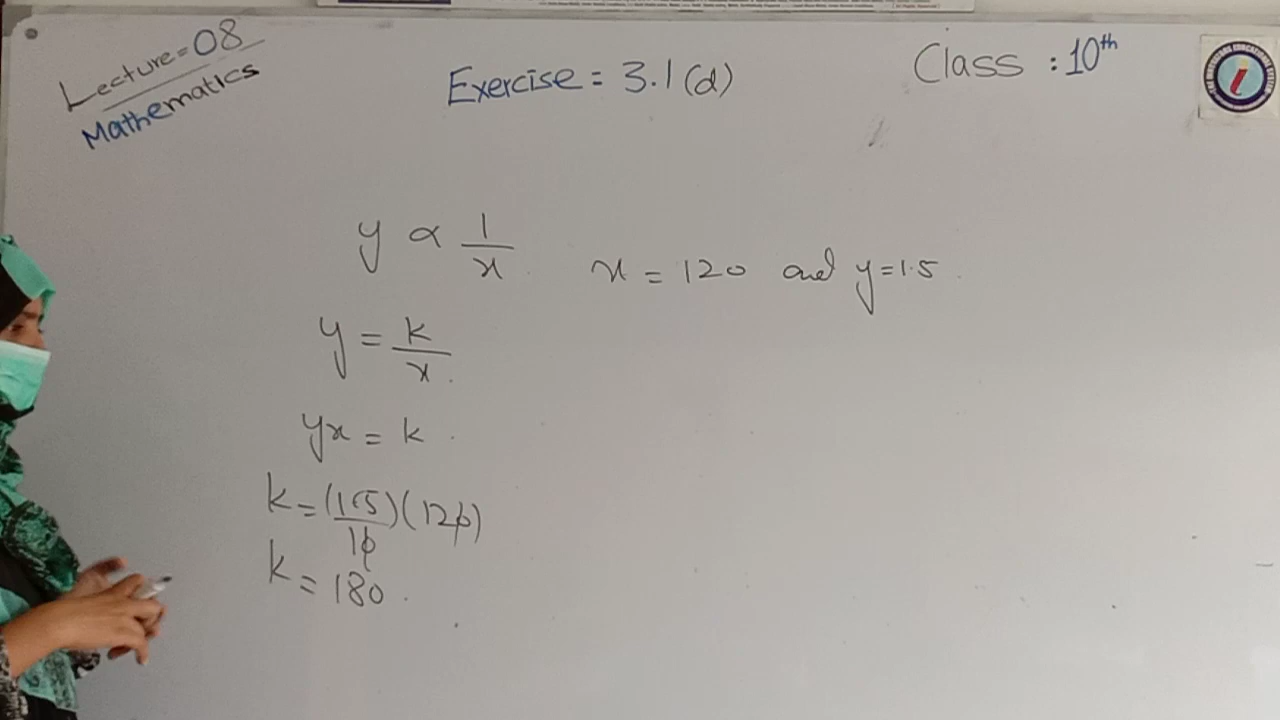 Lecture=08
Mathematics
Exercise = 3.1(d)
Class : 10th
y ∝ 1/x
x = 120 and y=1.5
y = k/x
yx = k
k=(1.5/10)(120)
k = 180